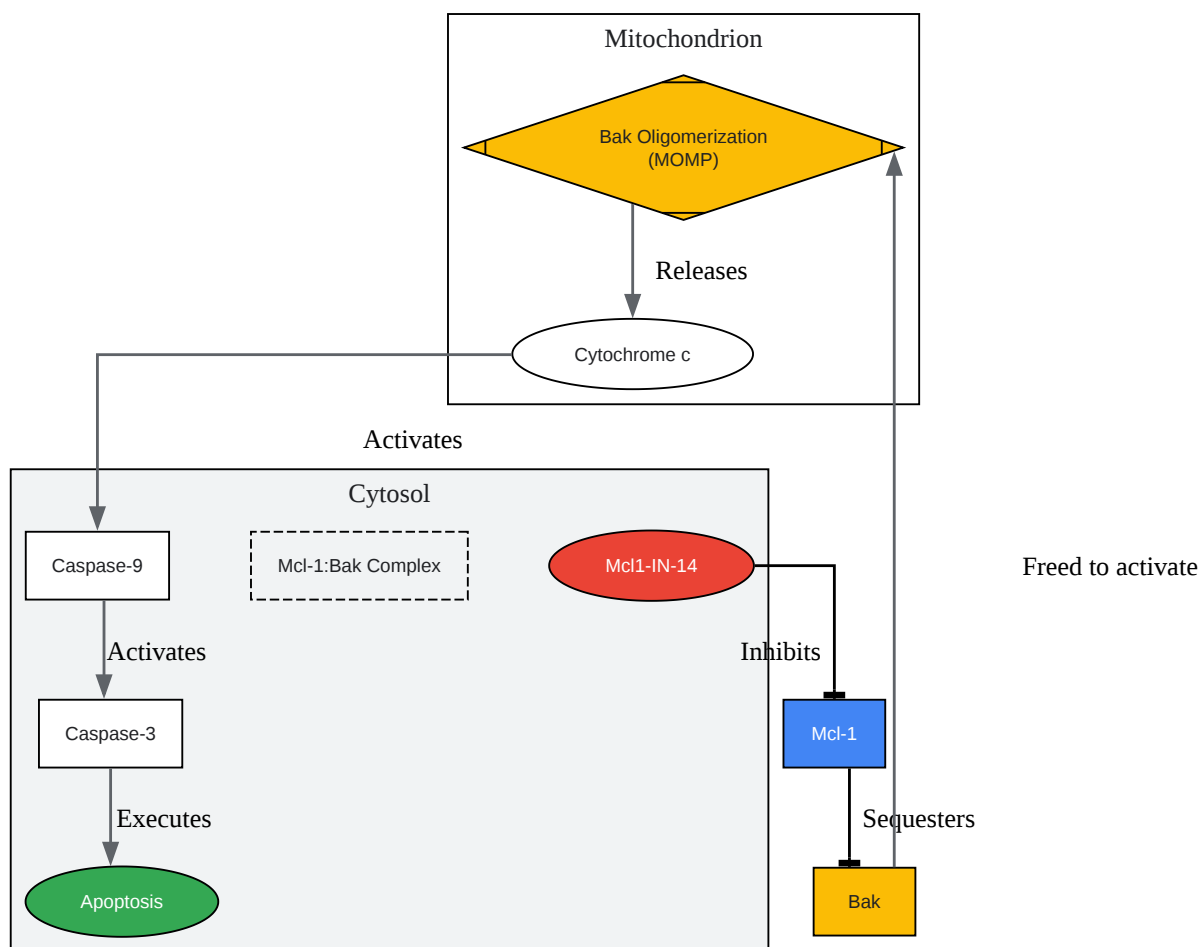 Mitochondrion
Bak Oligomerization
(MOMP)
Releases
Cytochrome c
Activates
Cytosol
Caspase-9
Mcl-1:Bak Complex
Mcl1-IN-14
Freed to activate
Activates
Inhibits
Caspase-3
Mcl-1
Executes
Sequesters
Apoptosis
Bak